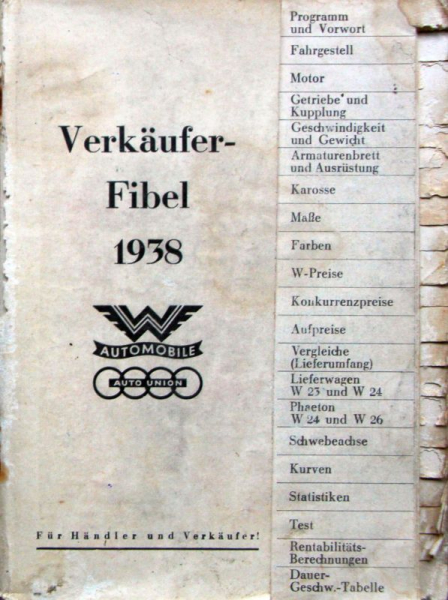 Verkäufer-
Fibel
1938
W
AUTOMOBILE
AUTO UNION
Für Händler und Verkäufer!
Programm
und Vorwort
Fahrgestell
Motor
Getriebe und
Kupplung
Geschwindigkeit
und Gewicht
Armaturenbrett
und Ausrüstung
Karosse
Maße
Farben
W-Preise
Konkurrenzpreise
Aufpreise
Vergleiche
(Lieferumfang)
Lieferwagen
W 23 und W 24
Phaeton
W 24 und W 26
Schwebeachse
Kurven
Statistiken
Test
Rentabilitäts-
Berechnungen
Dauer-
Geschw.-Tabelle